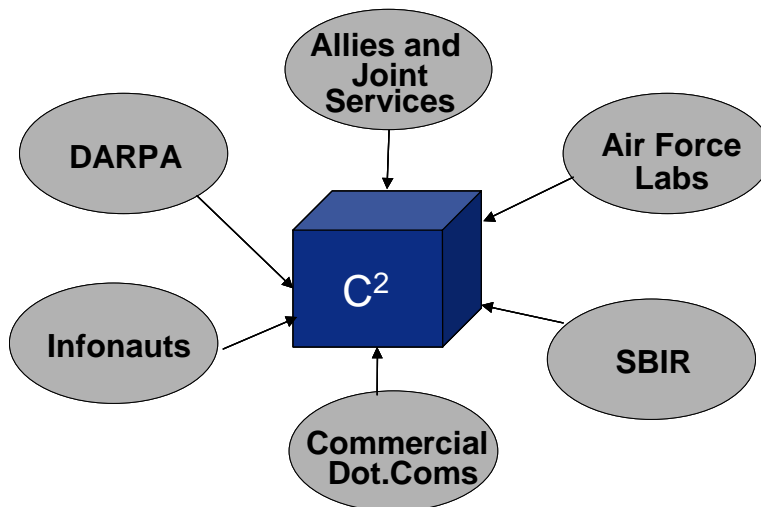 Allies and
Joint
Services
DARPA
Air Force
Labs
C²
Infonauts
SBIR
Commercial
Dot.Coms